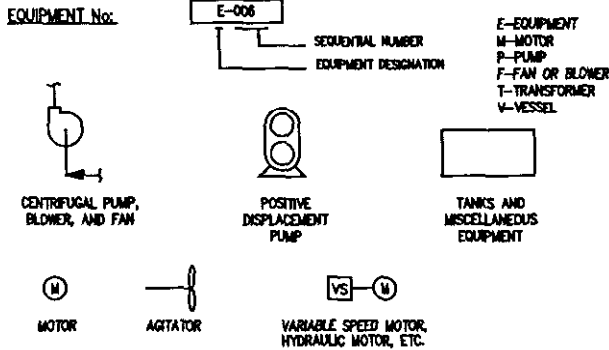 EQUIPMENT No:
E-006
SEQUENTIAL NUMBER
EQUIPMENT DESIGNATION
E-EQUIPMENT
M-MOTOR
P-PUMP
F-FAN OR BLOWER
T-TRANSFORMER
V-VESSEL
CENTRIFUGAL PUMP,
BLOWER, AND FAN
POSITIVE
DISPLACEMENT
PUMP
TANKS AND
MISCELLANEOUS
EQUIPMENT
M
MOTOR
AGITATOR
VS M
VARIABLE SPEED MOTOR,
HYDRAULIC MOTOR, ETC.